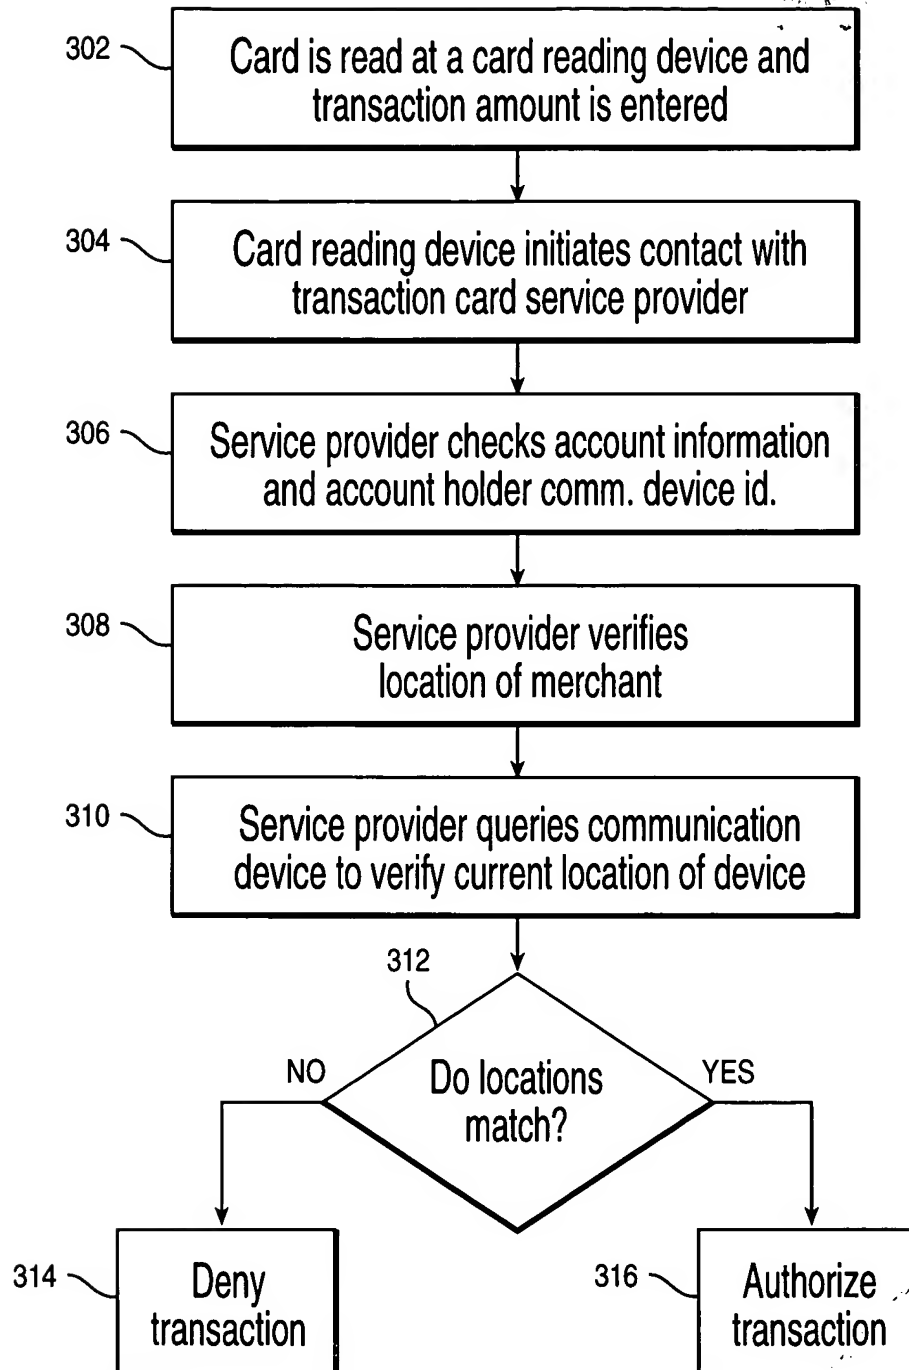 302
Card is read at a card reading device and
transaction amount is entered
304
Card reading device initiates contact with
transaction card service provider
306
Service provider checks account information
and account holder comm. device id.
308
Service provider verifies
location of merchant
310
Service provider queries communication
device to verify current location of device
312
NO
Do locations
match?
YES
314
Deny
transaction
316
Authorize
transaction